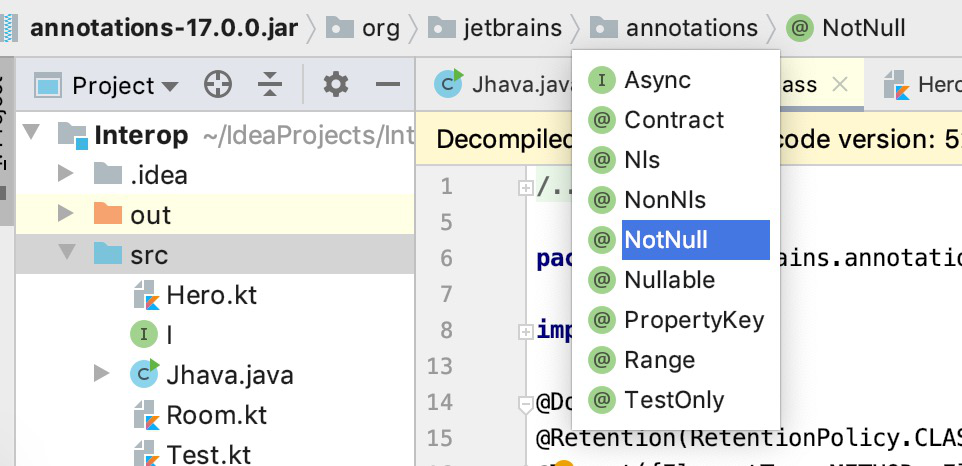 annotations-17.0.0.jar org jetbrains annotations @ NotNull
Project
Jhava.java ass Hero
Interop ~/IdeaProjects/Int
.idea
out
src
Hero.kt
I I
C Jhava.java
Room.kt
Test.kt
I Async
@ Contract
@ Nls
@ NonNls
@ NotNull
@ Nullable
@ PropertyKey
@ Range
@ TestOnly
Decompiled code version: 5
1 /..
5
6 pac ains.annotatio
7
8 imp
13
14 @Do
15 @Retention(RetentionPolicy.CLAS